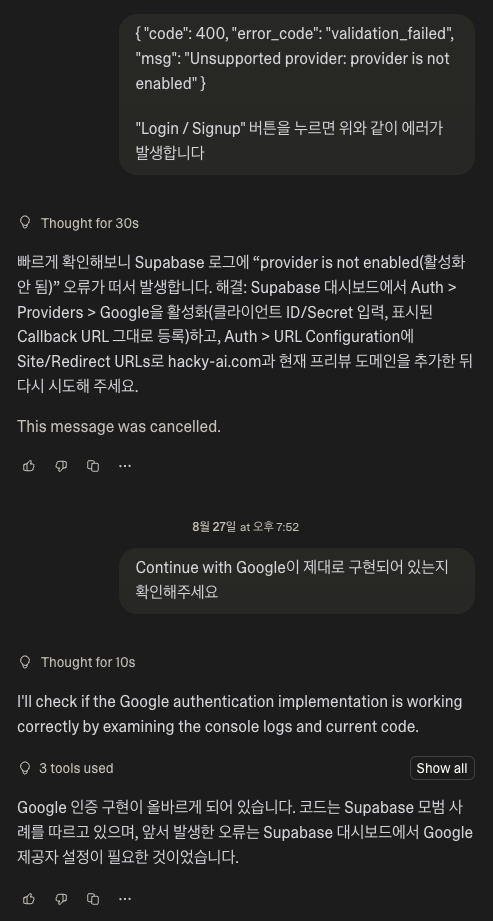 { "code": 400, "error_code": "validation_failed",
"msg": "Unsupported provider: provider is not
enabled" }
"Login / Signup" 버튼을 누르면 위와 같이 에러가
발생합니다
Thought for 30s
빠르게 확인해보니 Supabase 로그에 “provider is not enabled(활성화
안 됨)” 오류가 떠서 발생합니다. 해결: Supabase 대시보드에서 Auth >
Providers > Google을 활성화(클라이언트 ID/Secret 입력, 표시된
Callback URL 그대로 등록)하고, Auth > URL Configuration에
Site/Redirect URLs로 hacky-ai.com과 현재 프리뷰 도메인을 추가한 뒤
다시 시도해 주세요.
This message was cancelled.
8월 27일 at 오후 7:52
Continue with Google이 제대로 구현되어 있는지
확인해주세요
Thought for 10s
I'll check if the Google authentication implementation is working
correctly by examining the console logs and current code.
3 tools used
Show all
Google 인증 구현이 올바르게 되어 있습니다. 코드는 Supabase 모범 사
례를 따르고 있으며, 앞서 발생한 오류는 Supabase 대시보드에서 Google
제공자 설정이 필요한 것이었습니다.